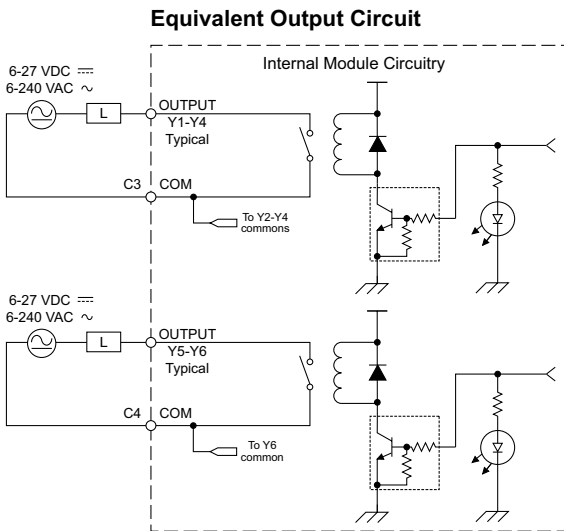 Equivalent Output Circuit
6-27 VDC
6-240 VAC
Internal Module Circuitry
L
OUTPUT
Y1-Y4
Typical
C3
COM
To Y2-Y4
commons
6-27 VDC
6-240 VAC
L
OUTPUT
Y5-Y6
Typical
C4
COM
To Y6
common